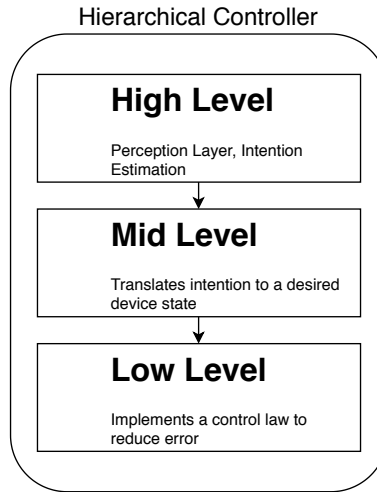 Hierarchical Controller
High Level
Perception Layer, Intention
Estimation
Mid Level
Translates intention to a desired
device state
Low Level
Implements a control law to
reduce error